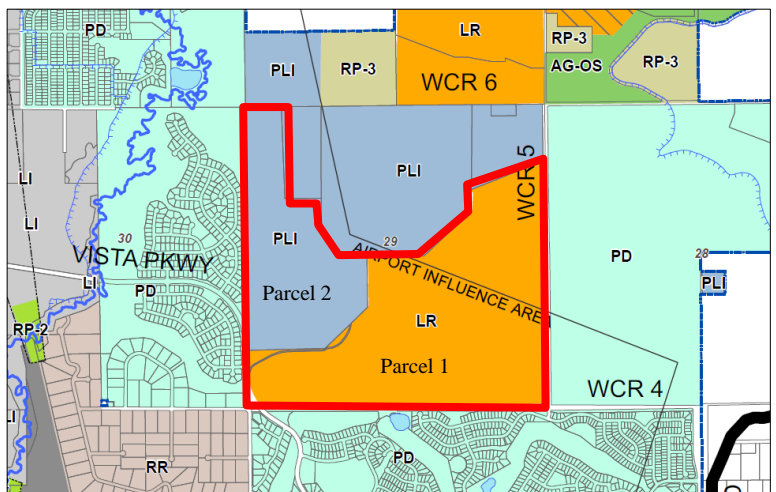 PD
LR
RP-3
PLI
RP-3
AG-OS
RP-3
WCR 6
LI
PLI
WCR 5
LI
30
PLI
29
28
VISTA PKWY
AIRPORT INFLUENCE AREA
PD
LI
PD
Parcel 2
PLI
RP-2
LR
Parcel 1
WCR 4
LI
PD
RR